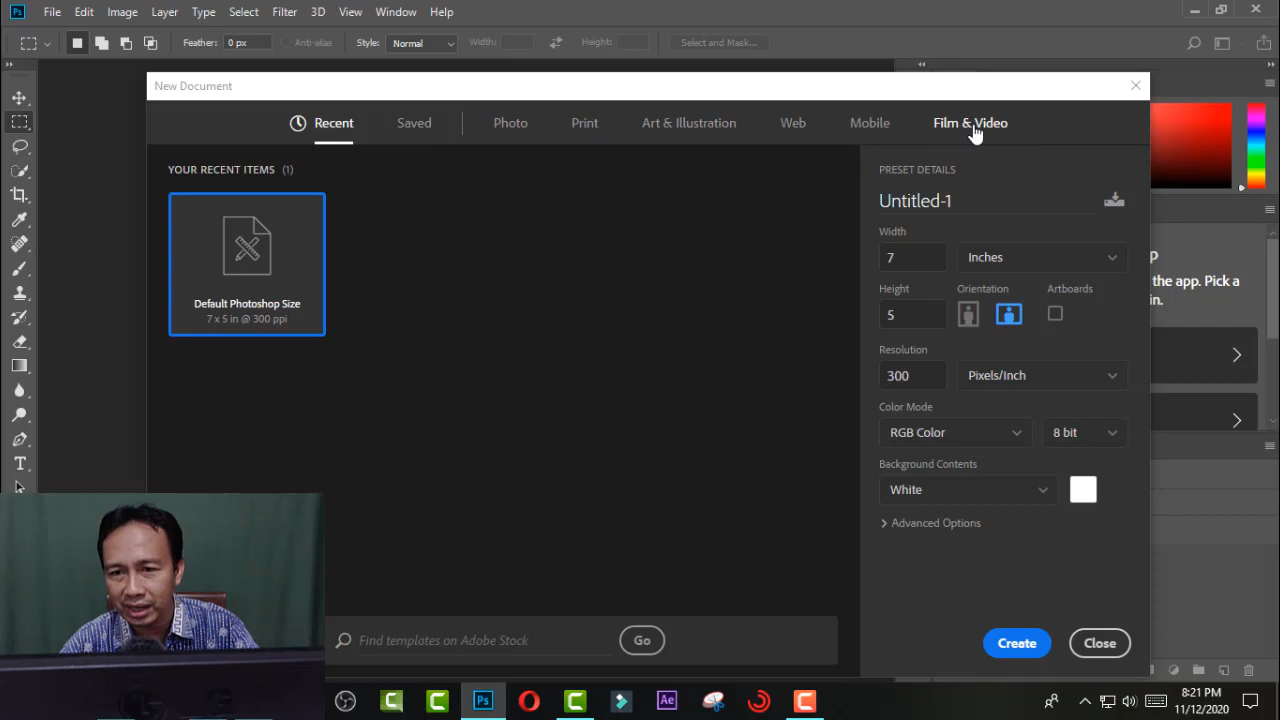 Ps File Edit Image Layer Type Select Filter 3D View Window Help
Feather: 0 px Anti-alias Style: Normal Width: Height: Select and Mask...
New Document
Recent Saved Photo Print Art & Illustration Web Mobile Film & Video
YOUR RECENT ITEMS (1)
Default Photoshop Size
7 x 5 in @ 300 ppi
PRESET DETAILS
Untitled-1
Width
7 Inches
Height Orientation Artboards
5
Resolution
300 Pixels/Inch
Color Mode
RGB Color 8 bit
Background Contents
White
Advanced Options
Find templates on Adobe Stock Go
Create Close
the app. Pick a
in.
Ps Ae
8:21 PM
11/12/2020